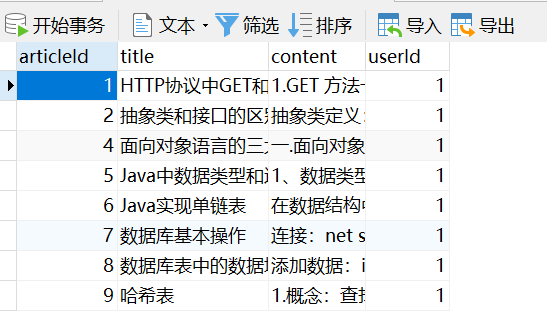 开始事务 文本 筛选 排序 导入 导出
articleId title content userId
1 HTTP协议中GET和 1.GET 方法 1
2 抽象类和接口的区别 抽象类定义: 1
4 面向对象语言的三 一.面向对象 1
5 Java中数据类型和 1、数据类型 1
6 Java实现单链表 在数据结构中 1
7 数据库基本操作 连接：net s 1
8 数据库表中的数据 添加数据：i 1
9 哈希表 1.概念：查找 1